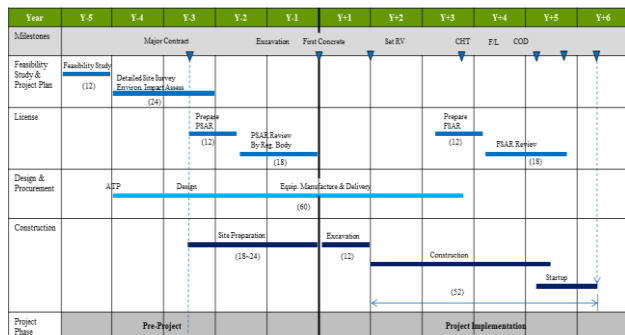 Year Y-5 Y-4 Y-3 Y-2 Y-1 Y+1 Y+2 Y+3 Y+4 Y+5 Y+6
Milestones
Major Contract Excavation First Concrete Set RV CHT F/L COD
Feasibility
Study &
Project Plan
Feasibility Study
(12)
Detailed Site Survey
Environ. Impact Assess
(24)
License
Prepare
PSAR
(12)
PSAR Review
By Reg. Body
(18)
Prepare
FSAR
(12)
FSAR Review
(18)
Design &
Procurement
ATP Design Equip. Manufacture & Delivery
(60)
Construction
Site Preparation
(18~24)
Excavation
(12)
Construction
Startup
(52)
Project
Phase
Pre-Project Project Implementation